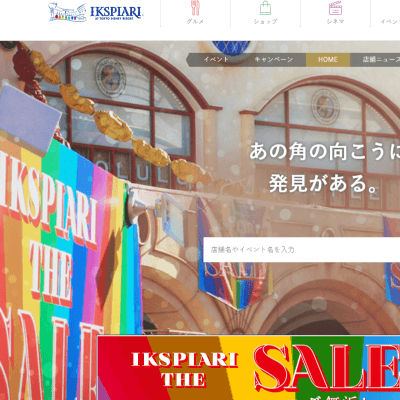 IKSPIARI
AT TOKYO DISNEY RESORT
グルメ
ショップ
シネマ
イベン
イベント
キャンペーン
HOME
店舗ニュース
あの角の向こうに
発見がある。
店舗名やイベント名を入力
IKSPIARI
THE
SALE
IKSPIARI
THE
SALE